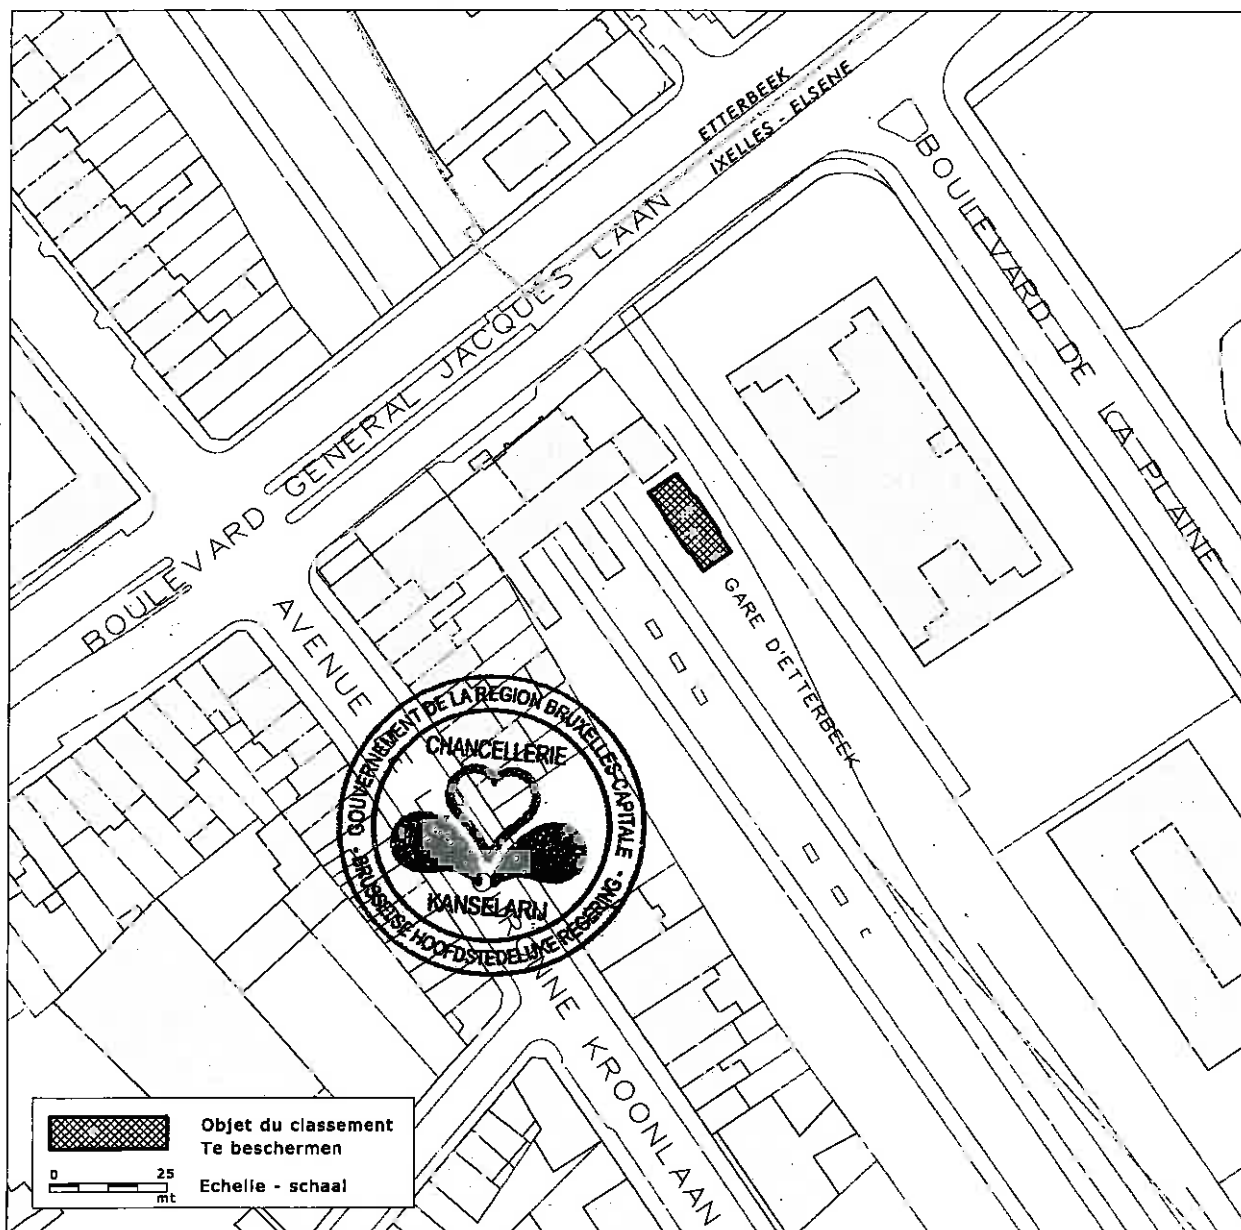 ETTERBEEK
IXELLES - ELSENE
BOULEVARD GENERAL JACQUES LAAN
BOULEVARD DE LA PLAINE
GARE D'ETTERBEEK
AVENUE
KROONLAAN
- GOUVERNEMENT DE LA REGION BRUXELLES-CAPITALE -
CHANCELLERIE
KANSELARIJ
BRUSSELSE HOOFDSTEDELIJKE REGERING
Objet du classement
Te beschermen
0 25
mt
Echelle - schaal